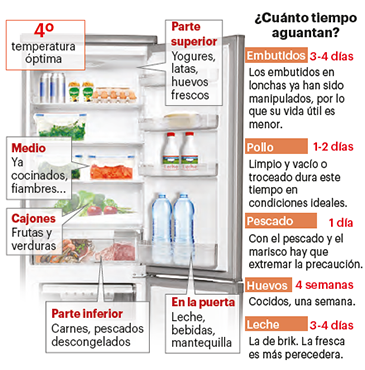 4º
temperatura
óptima
Parte
superior
Yogures,
latas,
huevos
frescos
Medio
Ya
cocinados,
fiambres...
Cajones
Frutas y
verduras
Parte inferior
Carnes, pescados
descongelados
En la puerta
Leche,
bebidas,
mantequilla
¿Cuánto tiempo
aguantan?
Embutidos 3-4 días
Los embutidos en
lonchas ya han sido
manipulados, por lo
que su vida útil es
menor.
Pollo 1-2 días
Limpio y vacío o
troceado dura este
tiempo en
condiciones ideales.
Pescado 1 día
Con el pescado y el
marisco hay que
extremar la precaución.
Huevos 4 semanas
Cocidos, una semana.
Leche 3-4 días
La de brik. La fresca
es más perecedera.